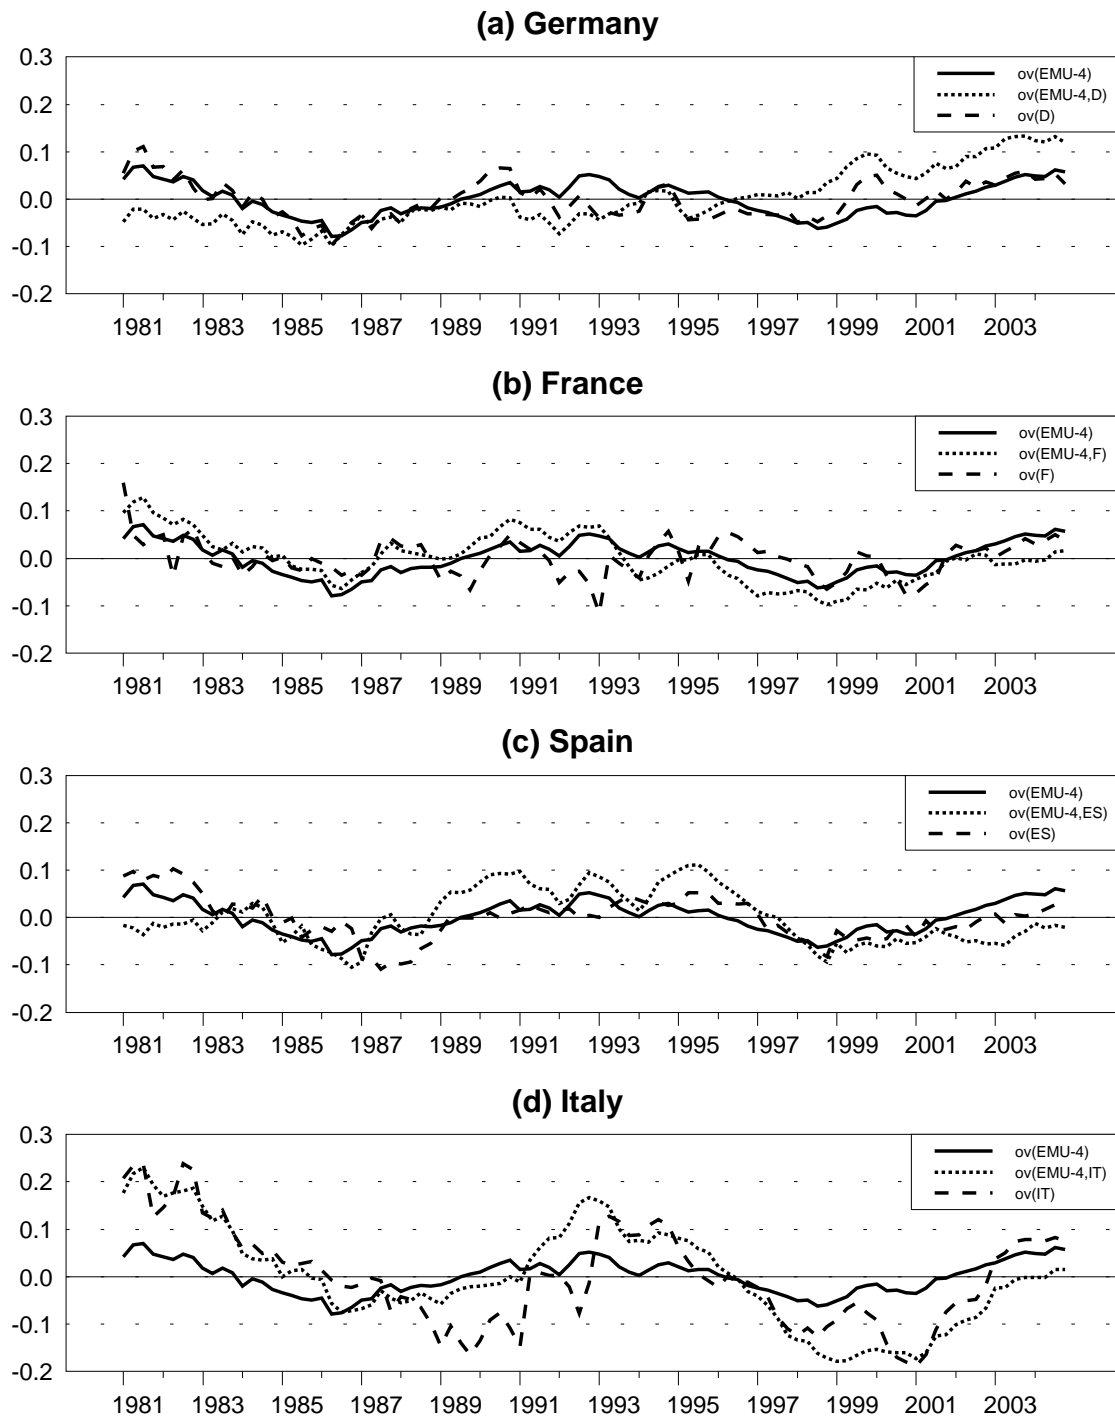 (a) Germany
0.3
0.2
0.1
0.0
-0.1
-0.2
ov(EMU-4)
ov(EMU-4,D)
ov(D)
1981 1983 1985 1987 1989 1991 1993 1995 1997 1999 2001 2003
(b) France
0.3
0.2
0.1
0.0
-0.1
-0.2
ov(EMU-4)
ov(EMU-4,F)
ov(F)
1981 1983 1985 1987 1989 1991 1993 1995 1997 1999 2001 2003
(c) Spain
0.3
0.2
0.1
0.0
-0.1
-0.2
ov(EMU-4)
ov(EMU-4,ES)
ov(ES)
1981 1983 1985 1987 1989 1991 1993 1995 1997 1999 2001 2003
(d) Italy
0.3
0.2
0.1
0.0
-0.1
-0.2
ov(EMU-4)
ov(EMU-4,IT)
ov(IT)
1981 1983 1985 1987 1989 1991 1993 1995 1997 1999 2001 2003